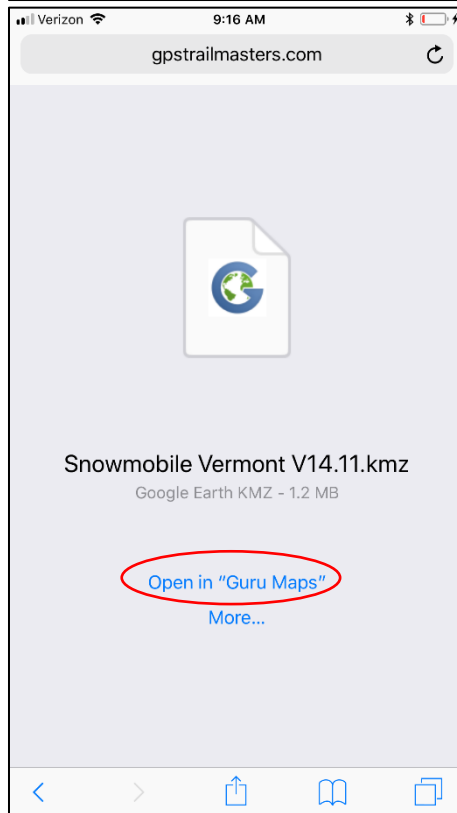 Verizon 9:16 AM
gpstrailmasters.com
G
Snowmobile Vermont V14.11.kmz
Google Earth KMZ - 1.2 MB
Open in “Guru Maps”
More...